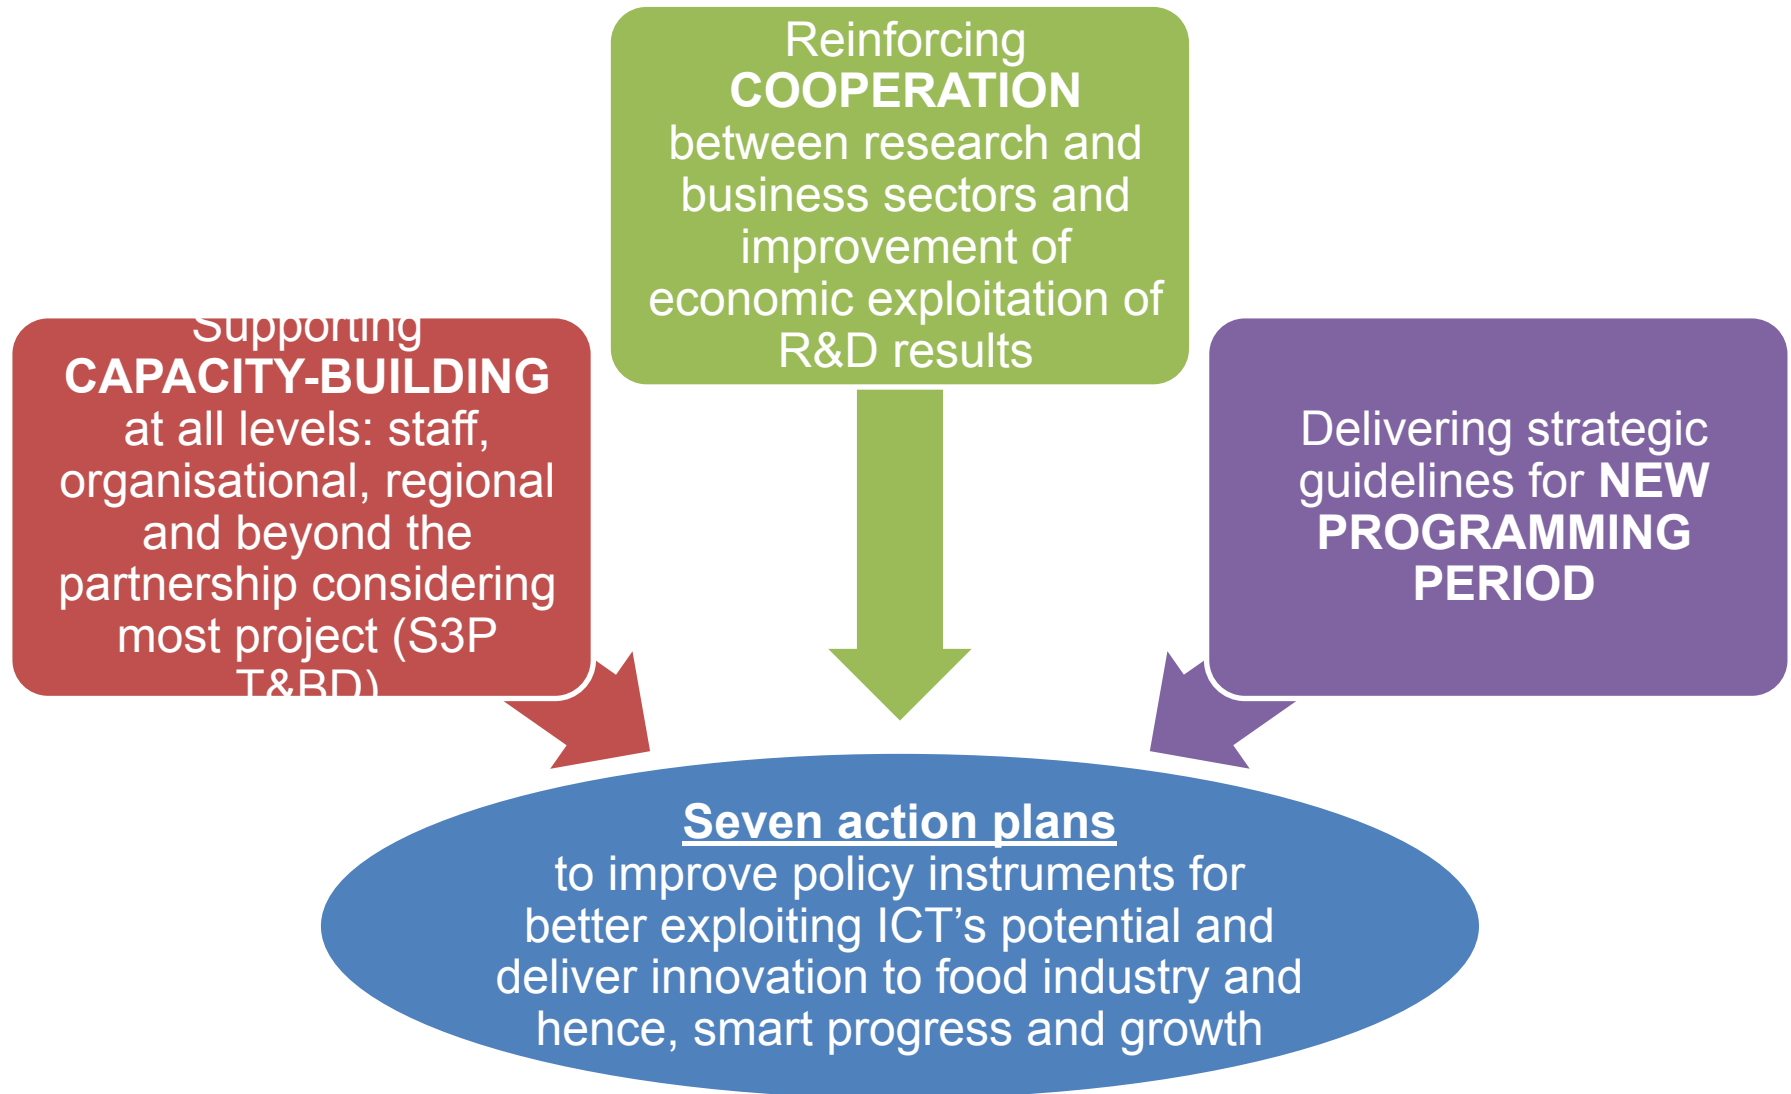 Reinforcing
COOPERATION
between research and
business sectors and
improvement of
economic exploitation of
R&D results
Supporting
CAPACITY-BUILDING
at all levels: staff,
organisational, regional
and beyond the
partnership considering
most project (S3P
T&BD)
Delivering strategic
guidelines for NEW
PROGRAMMING
PERIOD
Seven action plans
to improve policy instruments for
better exploiting ICT’s potential and
deliver innovation to food industry and
hence, smart progress and growth